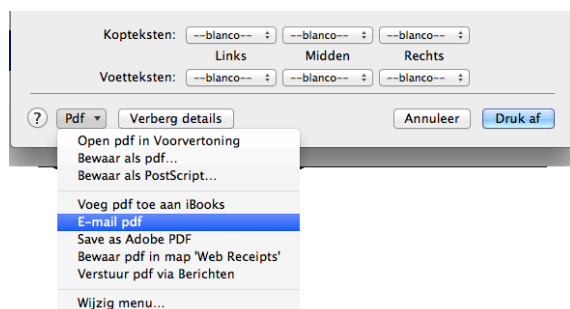 Kopteksten: --blanco-- --blanco-- --blanco--
Links Midden Rechts
Voetteksten: --blanco-- --blanco-- --blanco--
? Pdf Verberg details Annuleer Druk af
Open pdf in Voorvertoning
Bewaar als pdf...
Bewaar als PostScript...
Voeg pdf toe aan iBooks
E-mail pdf
Save as Adobe PDF
Bewaar pdf in map 'Web Receipts'
Verstuur pdf via Berichten
Wijzig menu...